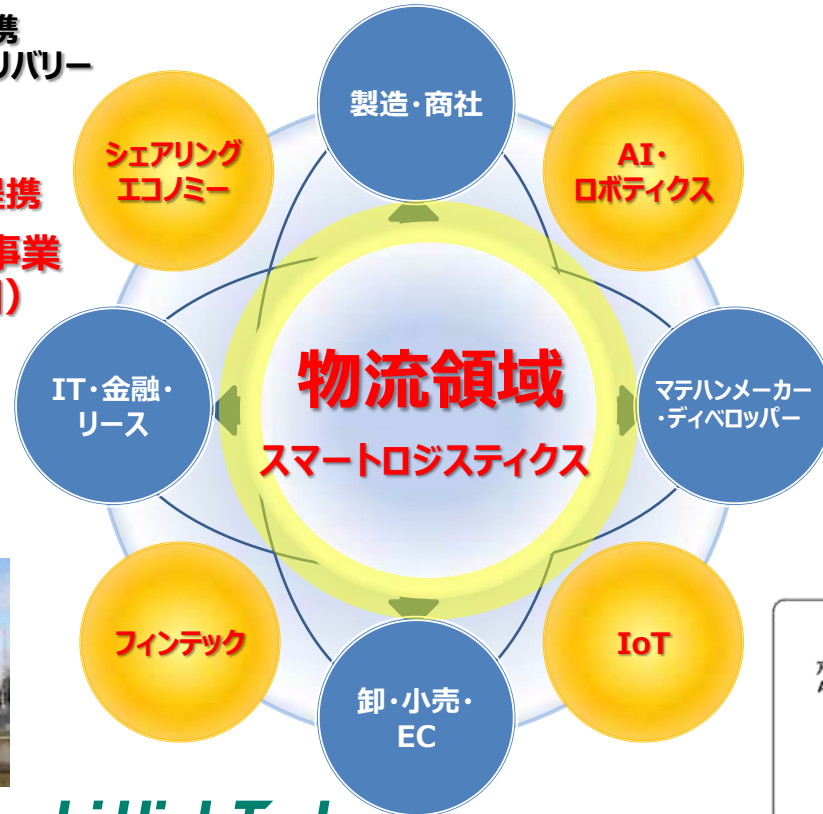 携
リバリー
製造・商社
シェアリング
エコノミー
AI・
ロボティクス
提携
事業
IT・金融・
リース
物流領域
スマートロジスティクス
マテハンメーカー
・ディベロッパー
フィンテック
IoT
卸・小売・
EC